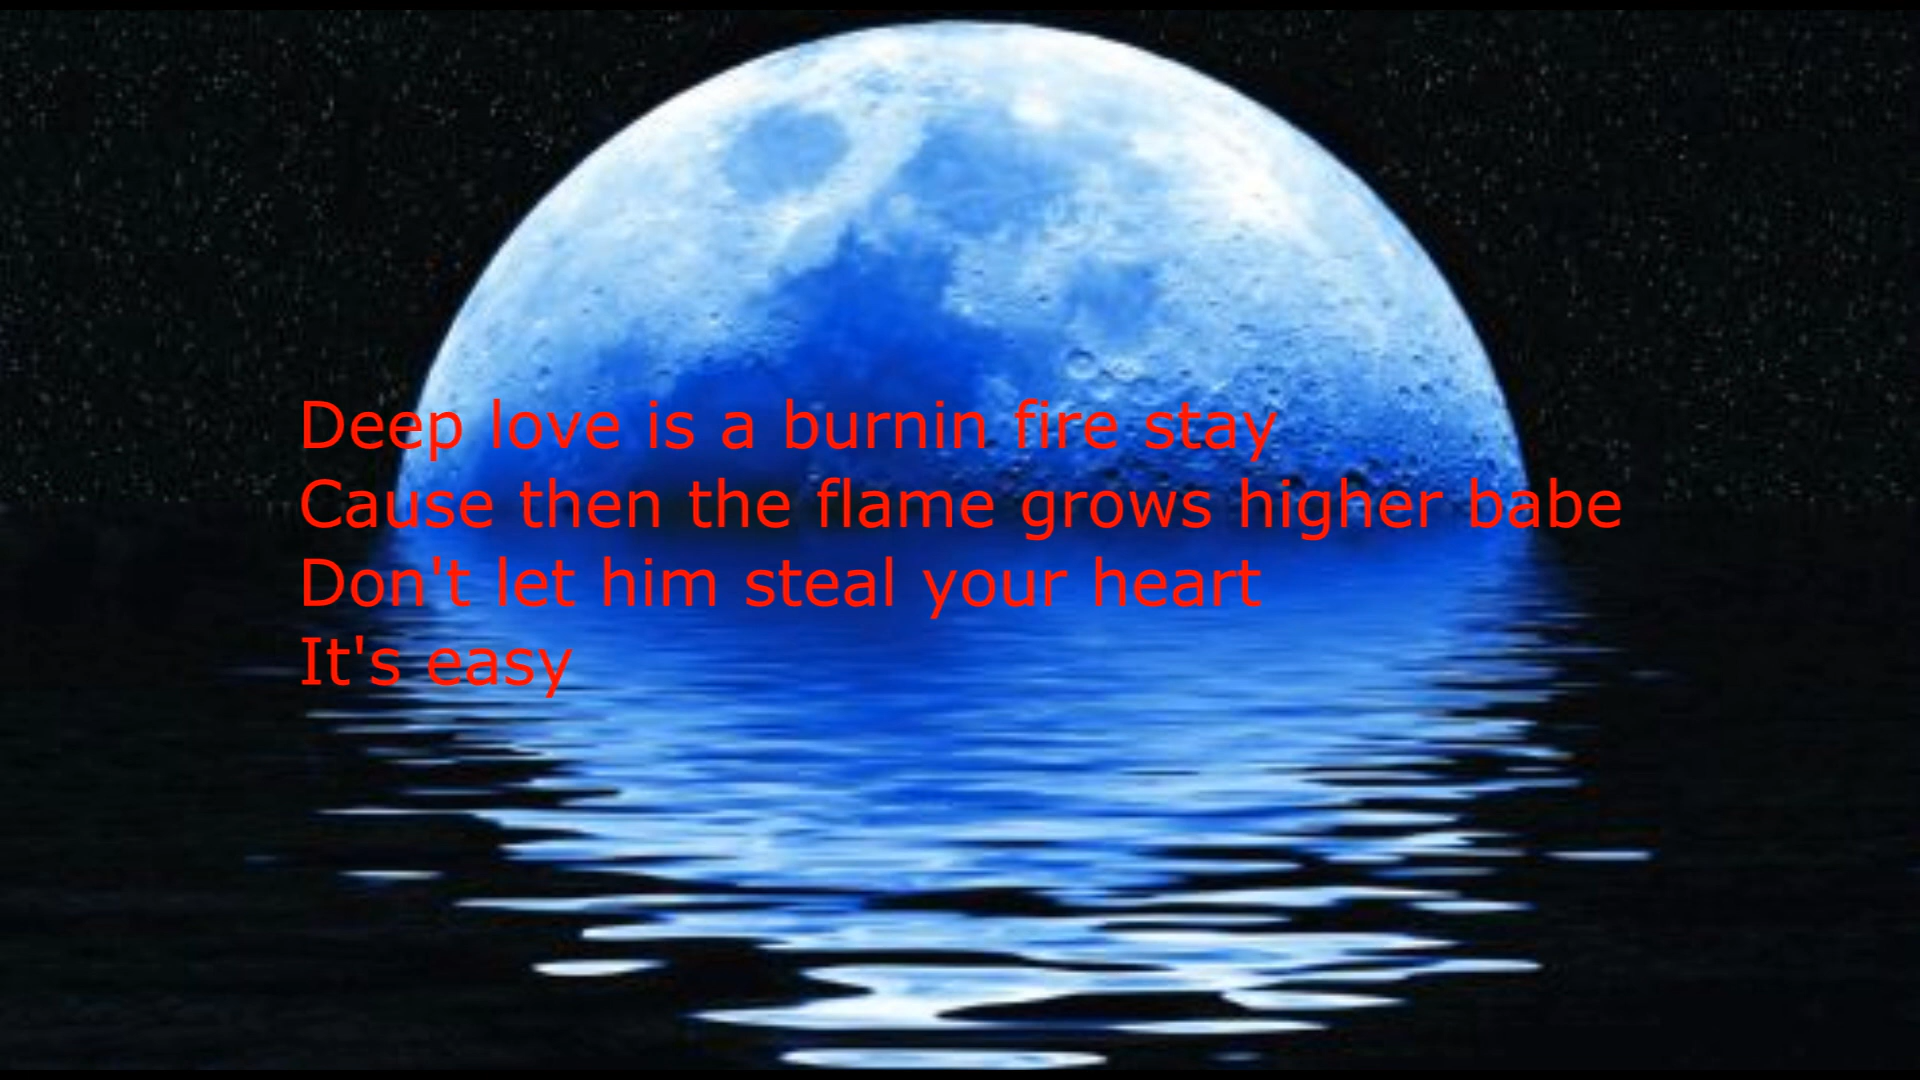 Deep love is a burnin fire stay
Cause then the flame grows higher babe
Don't let him steal your heart
It's easy